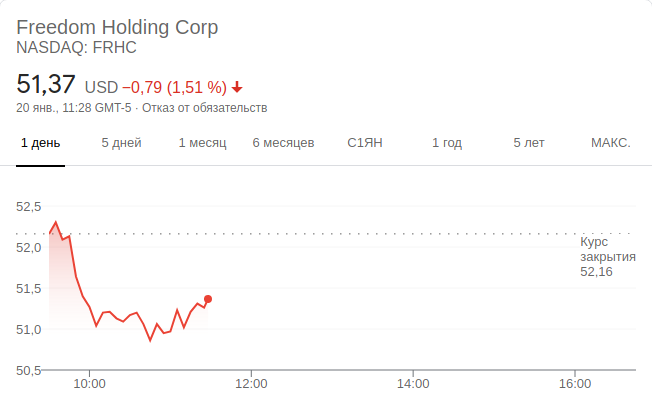 Freedom Holding Corp
NASDAQ: FRHC
51,37 USD −0,79 (1,51 %)
20 янв., 11:28 GMT-5 · Отказ от обязательств
1 день 5 дней 1 месяц 6 месяцев С1ЯН 1 год 5 лет МАКС.
52,5
52,0
51,5
51,0
50,5
Курс
закрытия
52,16
10:00 12:00 14:00 16:00